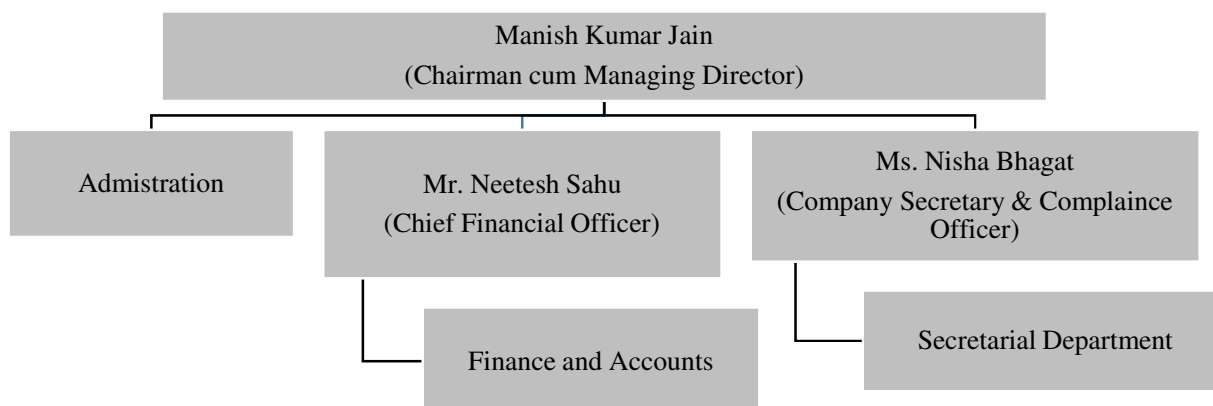 Manish Kumar Jain
(Chairman cum Managing Director)
Admistration
Mr. Neetesh Sahu
(Chief Financial Officer)
Ms. Nisha Bhagat
(Company Secretary & Complaince
Officer)
Finance and Accounts
Secretarial Department